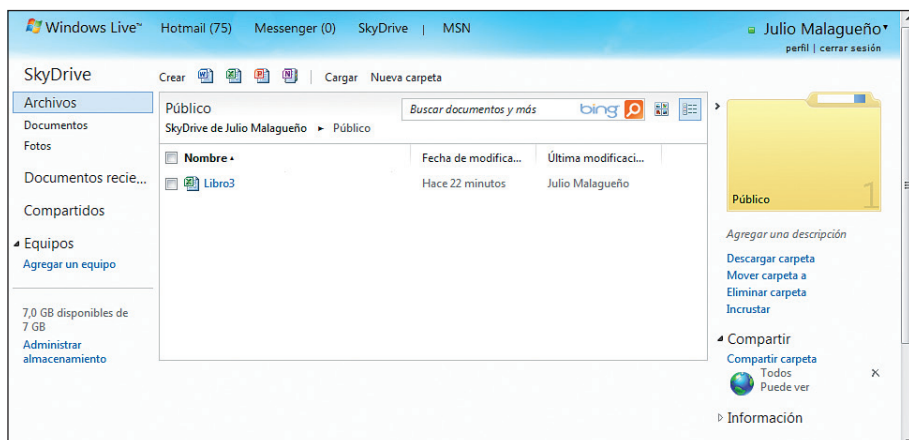 Windows Live™ Hotmail (75) Messenger (0) SkyDrive | MSN
Julio Malagueño
perfil | cerrar sesión
SkyDrive
Crear Cargar Nueva carpeta
Archivos
Documentos
Fotos
Documentos recie...
Compartidos
Equipos
Agregar un equipo
7,0 GB disponibles de
7 GB
Administrar
almacenamiento
Público
Buscar documentos y más bing
SkyDrive de Julio Malagueño ► Público
Nombre Fecha de modifica... Última modificaci...
Libro3 Hace 22 minutos Julio Malagueño
Público 1
Agregar una descripción
Descargar carpeta
Mover carpeta a
Eliminar carpeta
Incrustar
Compartir
Compartir carpeta
Todos
Puede ver
Información